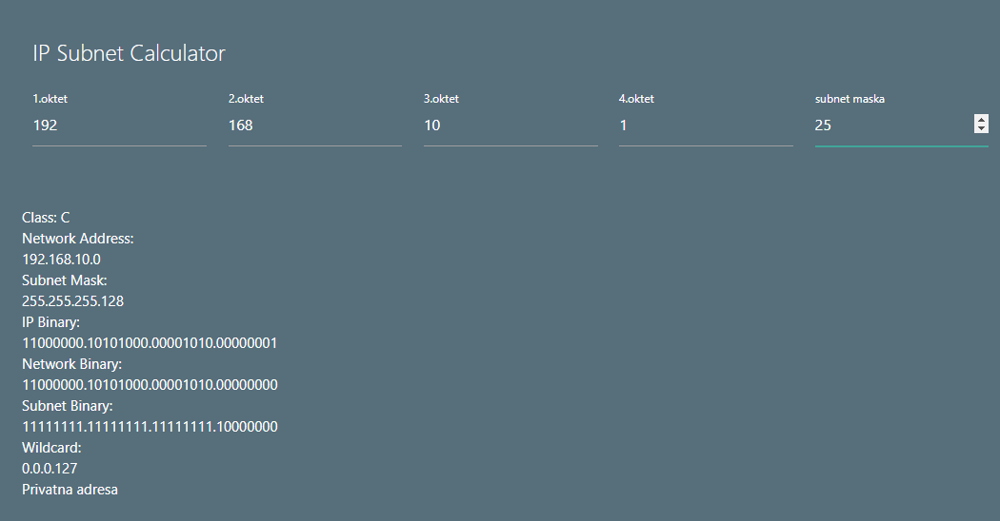 IP Subnet Calculator
1.oktet 2.oktet 3.oktet 4.oktet subnet maska
192 168 10 1 25
Class: C
Network Address:
192.168.10.0
Subnet Mask:
255.255.255.128
IP Binary:
11000000.10101000.00001010.00000001
Network Binary:
11000000.10101000.00001010.00000000
Subnet Binary:
11111111.11111111.11111111.10000000
Wildcard:
0.0.0.127
Privatna adresa